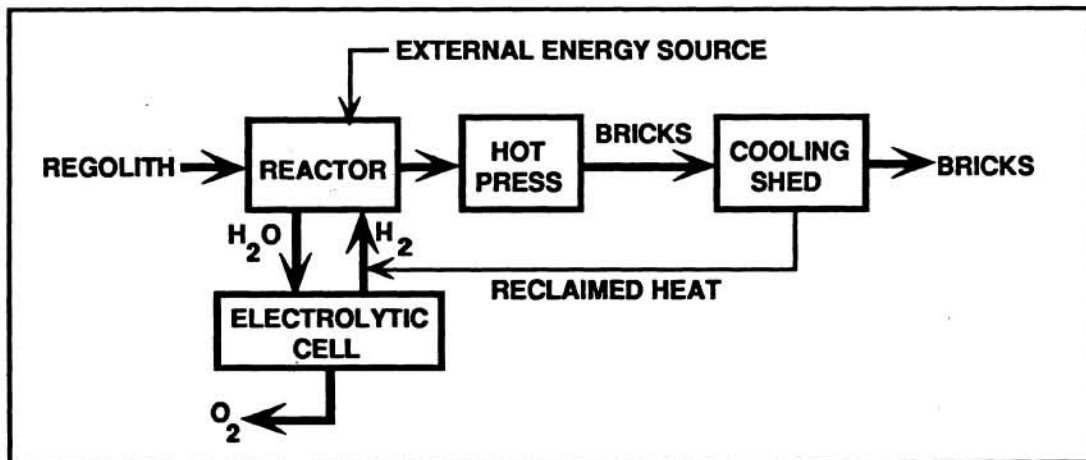 EXTERNAL ENERGY SOURCE
REGOLITH
REACTOR
HOT
PRESS
BRICKS
COOLING
SHED
BRICKS
H₂O
H₂
RECLAIMED HEAT
ELECTROLYTIC
CELL
O₂